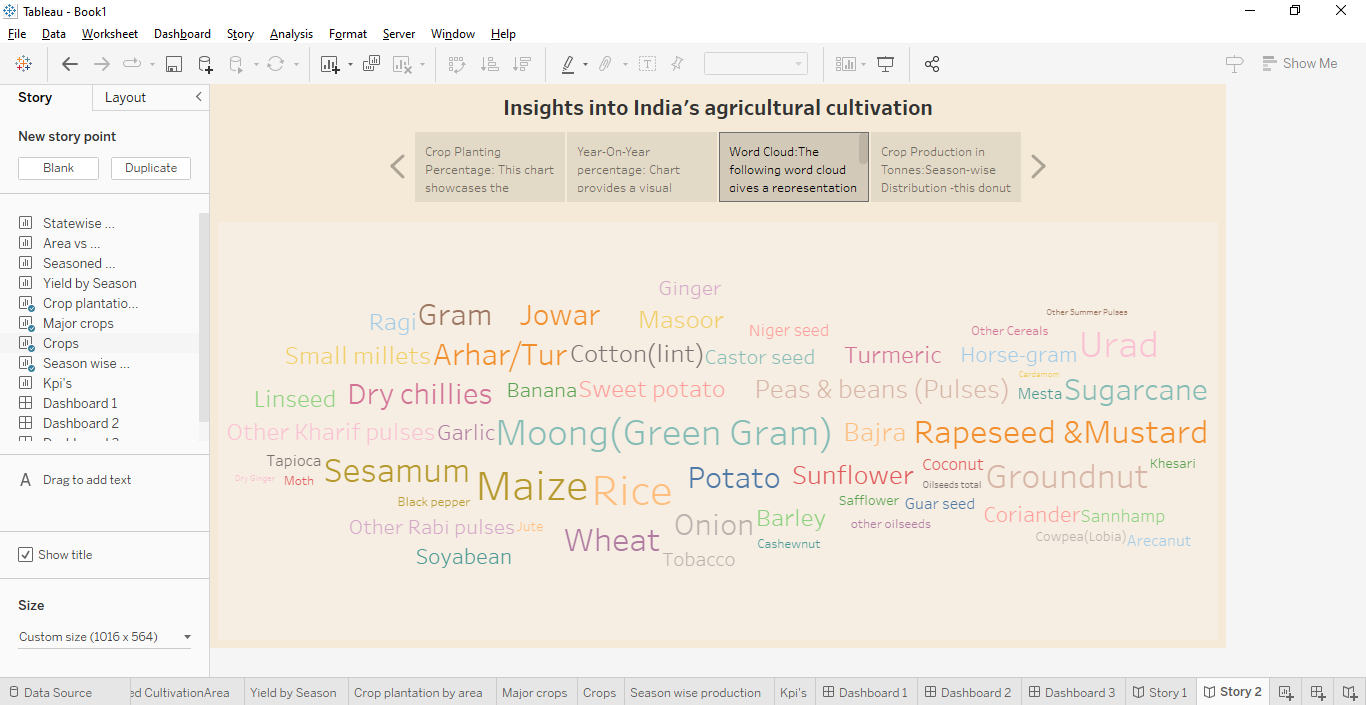 Tableau - Book1
File Data Worksheet Dashboard Story Analysis Format Server Window Help
Show Me
Story Layout
New story point
Blank Duplicate
Statewise ...
Area vs ...
Seasoned ...
Yield by Season
Crop plantatio...
Major crops
Crops
Season wise ...
Kpi's
Dashboard 1
Dashboard 2
A Drag to add text
Show title
Size
Custom size (1016 x 564)
Insights into India's agricultural cultivation
Crop Planting
Percentage: This chart
showcases the
Year-On-Year
percentage: Chart
provides a visual
Word Cloud:The
following word cloud
gives a representation
Crop Production in
Tonnes:Season-wise
Distribution -this donut
Ginger
Ragi Gram Jowar Masoor Niger seed Other Cereals Other Summer Pulses
Small millets Arhar/Tur Cotton(lint) Castor seed Turmeric Horse-gram Urad
Cardamom
Linseed Dry chillies Banana Sweet potato Peas & beans (Pulses) Mesta Sugarcane
Other Kharif pulses Garlic Moong(Green Gram) Bajra Rapeseed &Mustard
Tapioca Sesamum Maize Rice Potato Sunflower Coconut Groundnut Khesari
Dry Ginger Moth Oilseeds total
Black pepper Safflower Guar seed
Other Rabi pulses Jute Wheat Onion Barley other oilseeds Coriander Sannhamp
Soyabean Tobacco Cashewnut Cowpea(Lobia) Arecanut
Data Source ed CultivationArea Yield by Season Crop plantation by area Major crops Crops Season wise production Kpi's Dashboard 1 Dashboard 2 Dashboard 3 Story 1 Story 2